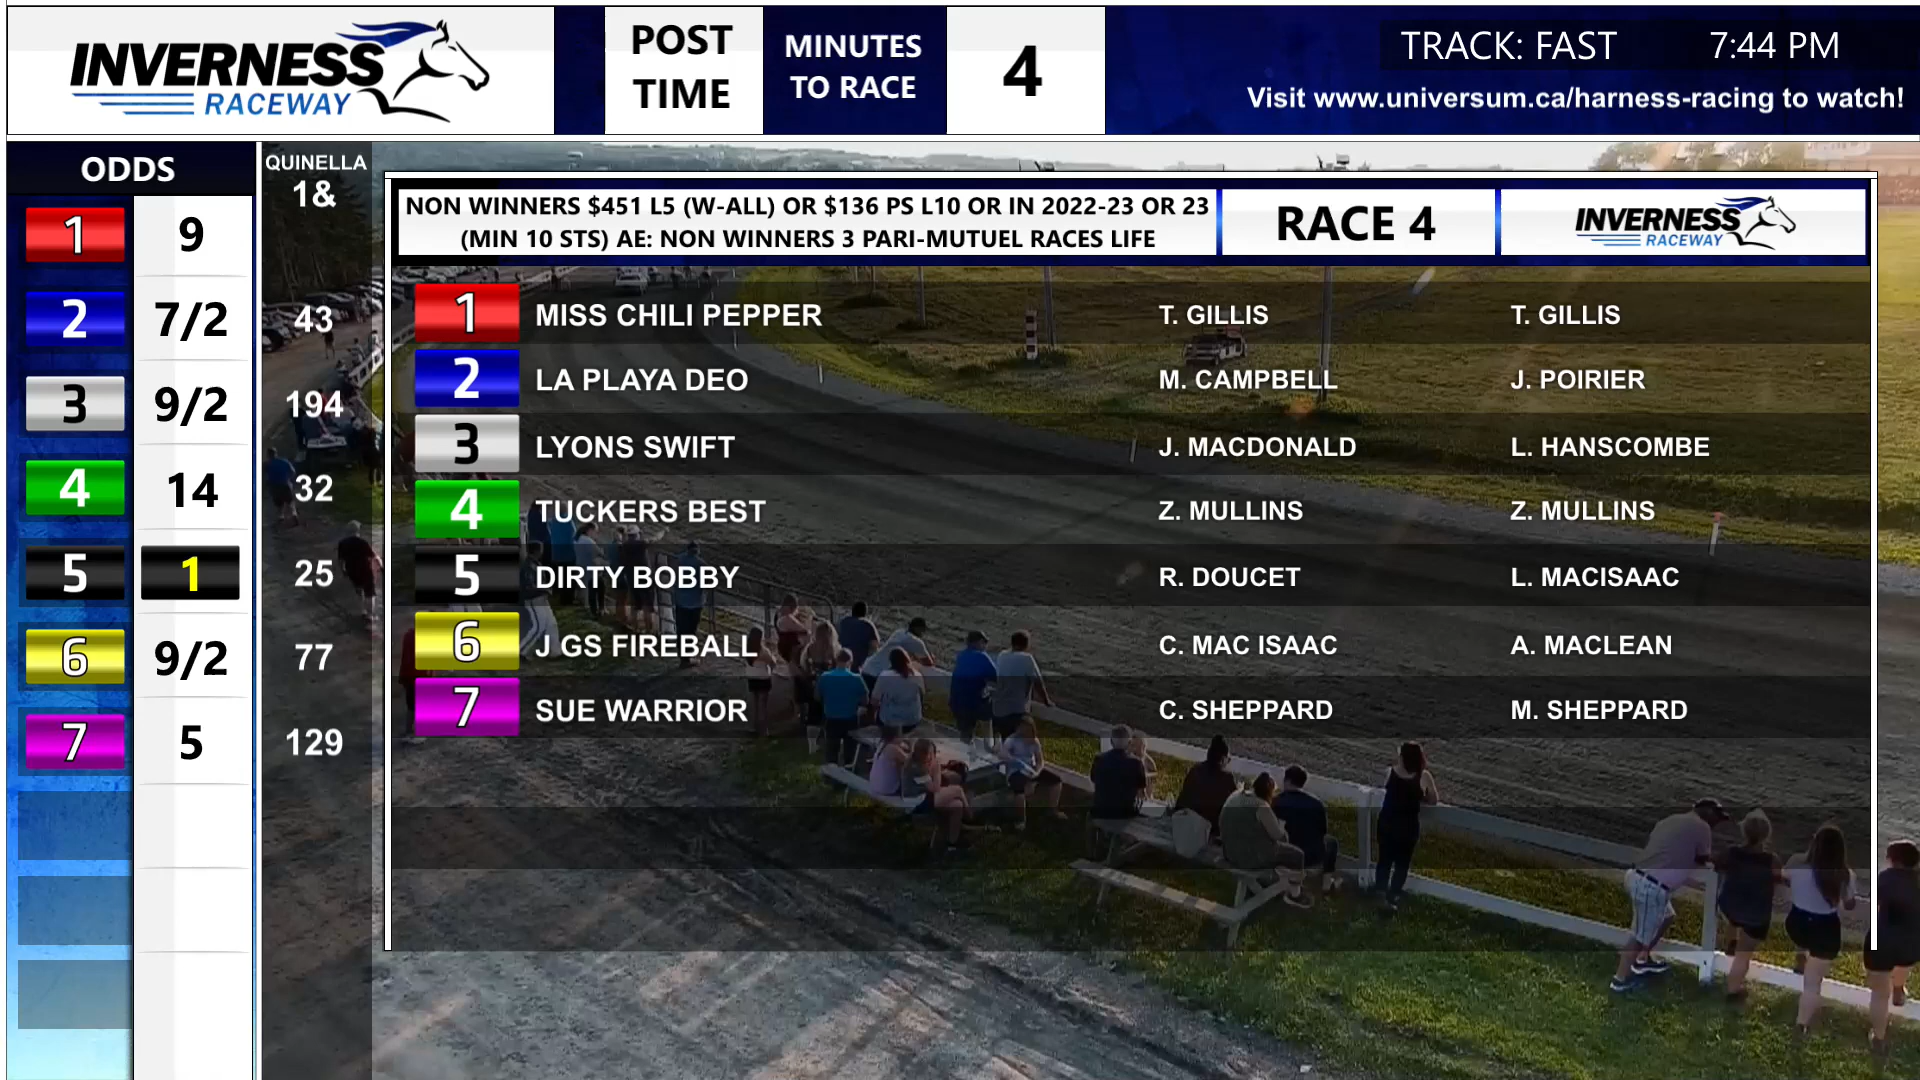 INVERNESS
RACEWAY
POST
TIME
MINUTES
TO RACE
4
TRACK: FAST 7:44 PM
Visit www.universum.ca/harness-racing to watch!
ODDS
1 9
2 7/2
3 9/2
4 14
5 1
6 9/2
7 5
QUINELLA
1&
43
194
32
25
77
129
NON WINNERS $451 L5 (W-ALL) OR $136 PS L10 OR IN 2022-23 OR 23
(MIN 10 STS) AE: NON WINNERS 3 PARI-MUTUEL RACES LIFE
RACE 4
INVERNESS
RACEWAY
1 MISS CHILI PEPPER T. GILLIS T. GILLIS
2 LA PLAYA DEO M. CAMPBELL J. POIRIER
3 LYONS SWIFT J. MACDONALD L. HANSCOMBE
4 TUCKERS BEST Z. MULLINS Z. MULLINS
5 DIRTY BOBBY R. DOUCET L. MACISAAC
6 J GS FIREBALL C. MAC ISAAC A. MACLEAN
7 SUE WARRIOR C. SHEPPARD M. SHEPPARD